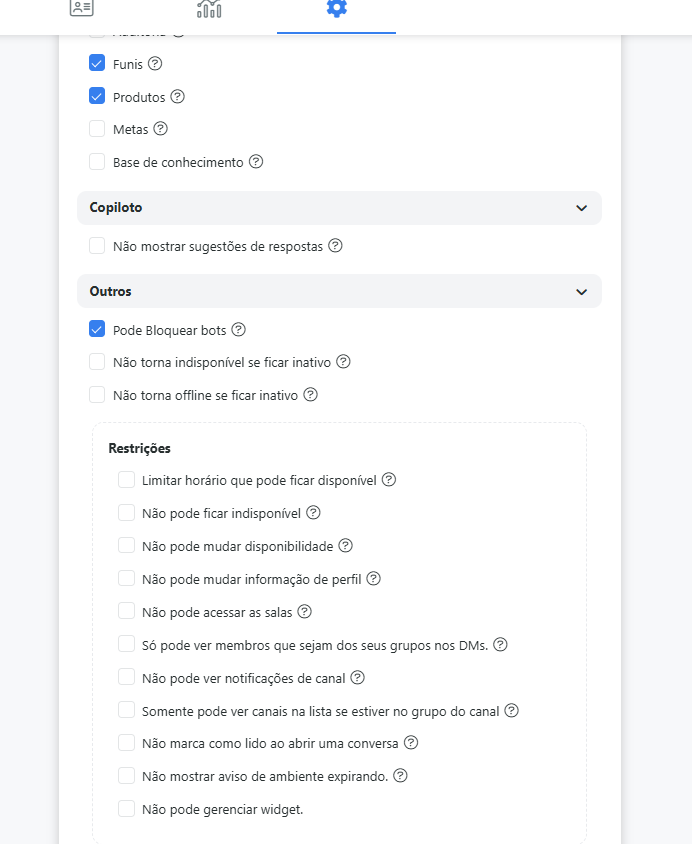 Funis
Produtos
Metas
Base de conhecimento
Copiloto
Não mostrar sugestões de respostas
Outros
Pode Bloquear bots
Não torna indisponível se ficar inativo
Não torna offline se ficar inativo
Restrições
Limitar horário que pode ficar disponível
Não pode ficar indisponível
Não pode mudar disponibilidade
Não pode mudar informação de perfil
Não pode acessar as salas
Só pode ver membros que sejam dos seus grupos nos DMs.
Não pode ver notificações de canal
Somente pode ver canais na lista se estiver no grupo do canal
Não marca como lido ao abrir uma conversa
Não mostrar aviso de ambiente expirando.
Não pode gerenciar widget.